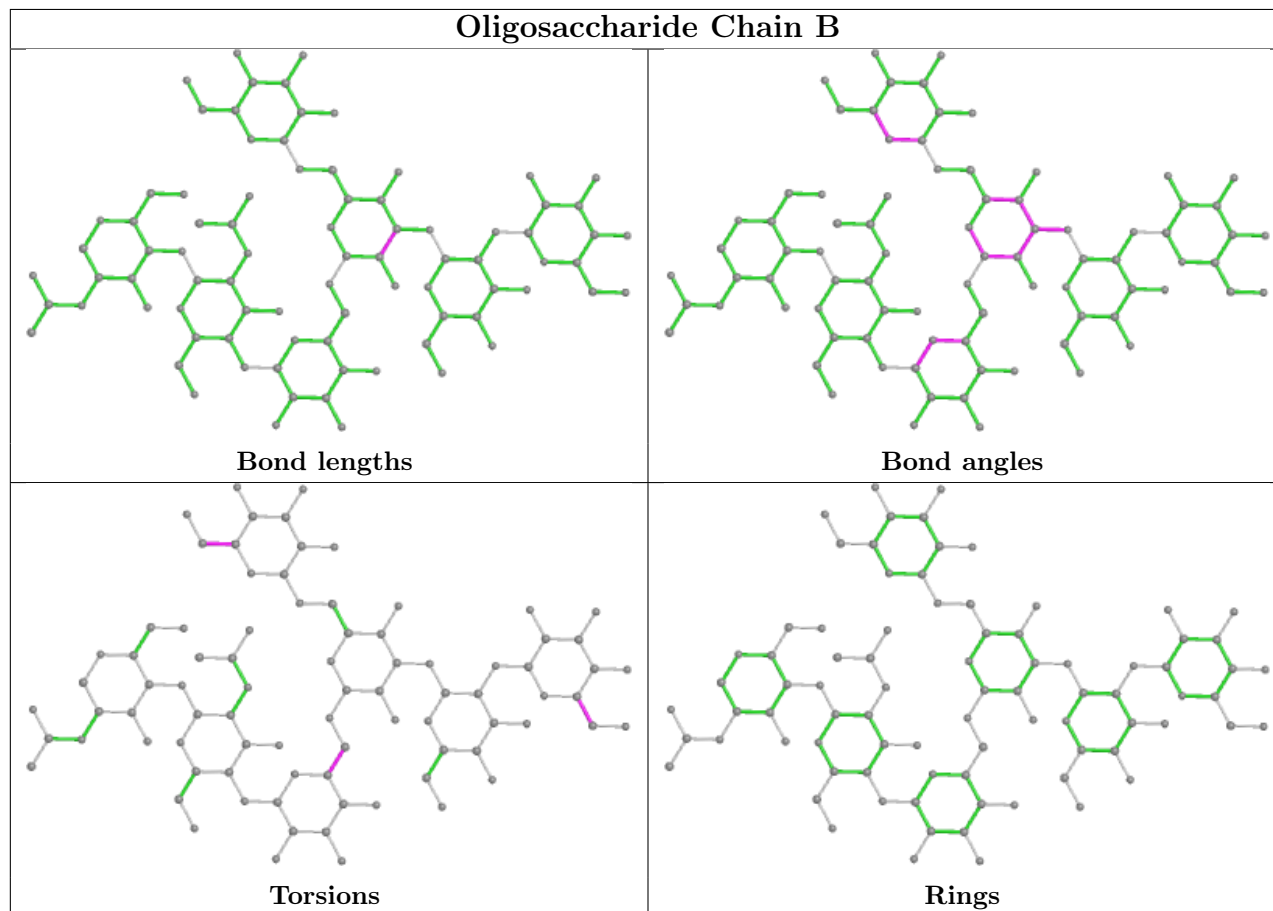 Oligosaccharide Chain B
Bond lengths
Bond angles
Torsions
Rings